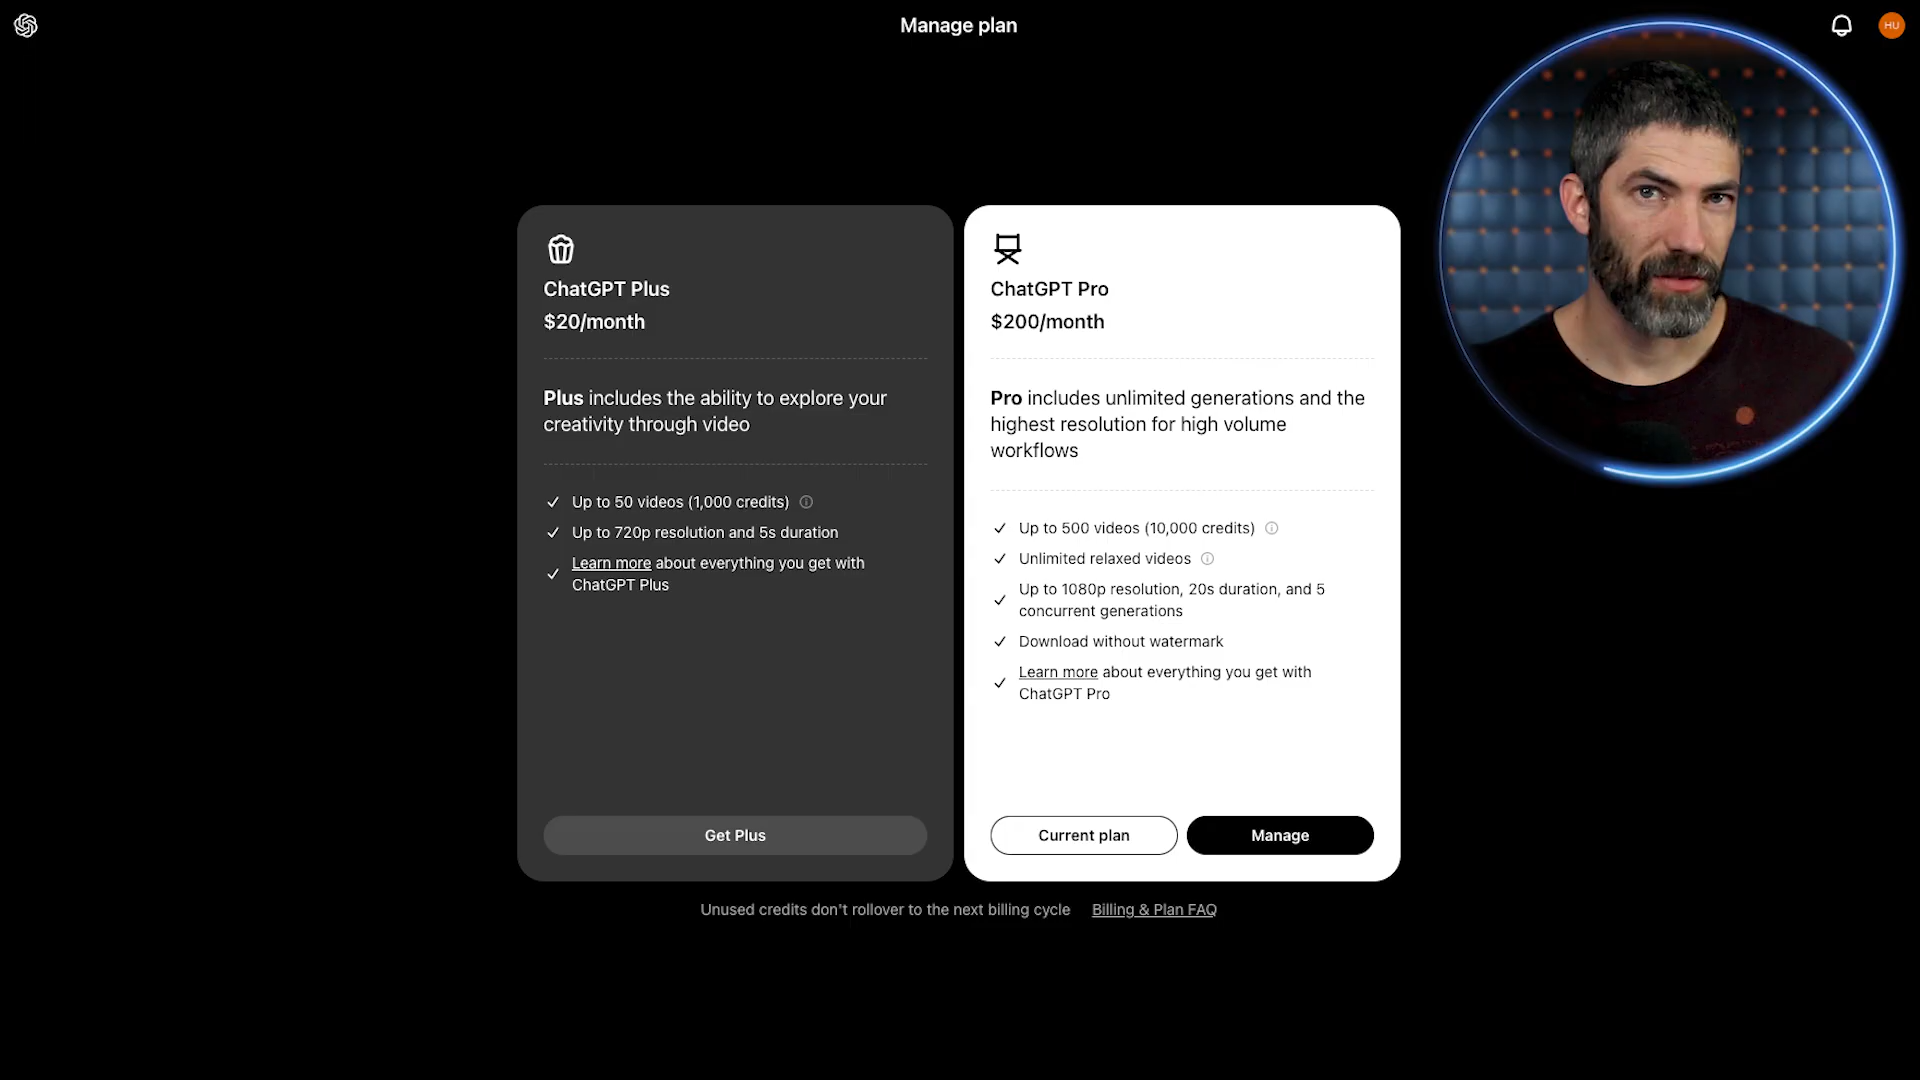 Manage plan
HU
ChatGPT Plus
$20/month
Plus includes the ability to explore your
creativity through video
Up to 50 videos (1,000 credits)
Up to 720p resolution and 5s duration
Learn more about everything you get with
ChatGPT Plus
Get Plus
ChatGPT Pro
$200/month
Pro includes unlimited generations and the
highest resolution for high volume
workflows
Up to 500 videos (10,000 credits)
Unlimited relaxed videos
Up to 1080p resolution, 20s duration, and 5
concurrent generations
Download without watermark
Learn more about everything you get with
ChatGPT Pro
Current plan
Manage
Unused credits don't rollover to the next billing cycle
Billing & Plan FAQ